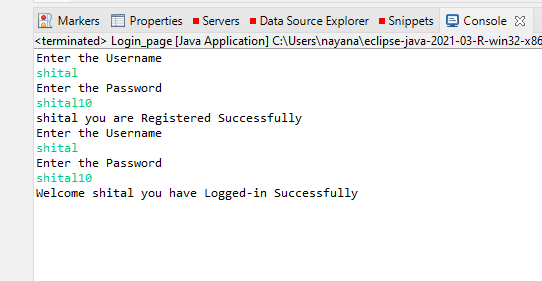 Markers Properties Servers Data Source Explorer Snippets Console
<terminated> Login_page [Java Application] C:\Users\nayana\eclipse-java-2021-03-R-win32-x86
Enter the Username
shital
Enter the Password
shital10
shital you are Registered Successfully
Enter the Username
shital
Enter the Password
shital10
Welcome shital you have Logged-in Successfully